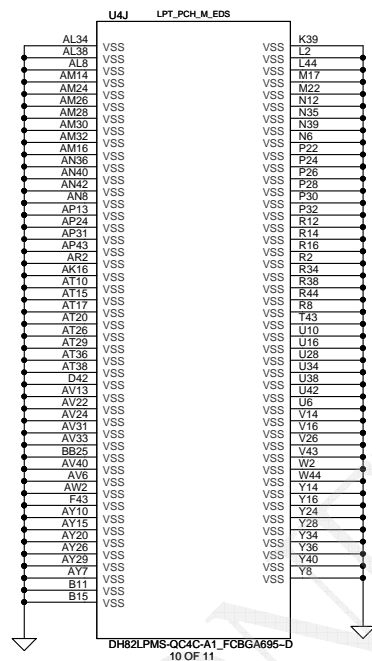 U4J LPT_PCH_M_EDS
AL34 VSS VSS K39
AL38 VSS VSS L2
AL8 VSS VSS L44
AM14 VSS VSS M17
AM24 VSS VSS M22
AM26 VSS VSS N12
AM28 VSS VSS N35
AM30 VSS VSS N39
AM32 VSS VSS N6
AM16 VSS VSS P22
AN36 VSS VSS P24
AN40 VSS VSS P26
AN42 VSS VSS P28
AN8 VSS VSS P30
AP13 VSS VSS P32
AP24 VSS VSS R12
AP31 VSS VSS R14
AP43 VSS VSS R16
AR2 VSS VSS R2
AK16 VSS VSS R34
AT10 VSS VSS R38
AT15 VSS VSS R44
AT17 VSS VSS R8
AT20 VSS VSS T43
AT26 VSS VSS U10
AT29 VSS VSS U16
AT36 VSS VSS U28
AT38 VSS VSS U34
D42 VSS VSS U38
AV13 VSS VSS U42
AV22 VSS VSS U6
AV24 VSS VSS V14
AV31 VSS VSS V16
AV33 VSS VSS V26
BB25 VSS VSS V43
AV40 VSS VSS W2
AV6 VSS VSS W44
AW2 VSS VSS Y14
F43 VSS VSS Y16
AY10 VSS VSS Y24
AY15 VSS VSS Y28
AY20 VSS VSS Y34
AY26 VSS VSS Y36
AY29 VSS VSS Y40
AY7 VSS VSS Y8
B11 VSS
B15 VSS
DH82LPMS-QC4C-A1_FCBGA695~D
10 OF 11